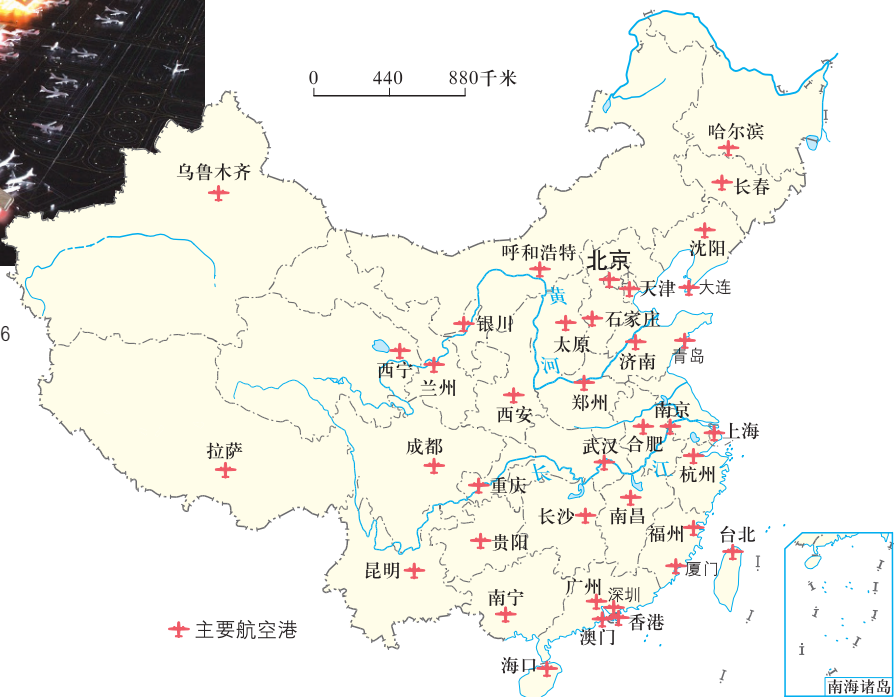 0 440 880千米
哈尔滨
乌鲁木齐
长春
沈阳
呼和浩特
北京
天津
大连
黄
银川
石家庄
6
太原
济南
青岛
西宁
河
兰州
郑州
西安
南京
上海
拉萨
成都
武汉
合肥
长
江
杭州
重庆
长沙
南昌
福州
台北
贵阳
昆明
厦门
广州
深圳
南宁
香港
主要航空港
澳门
海口
南海诸岛